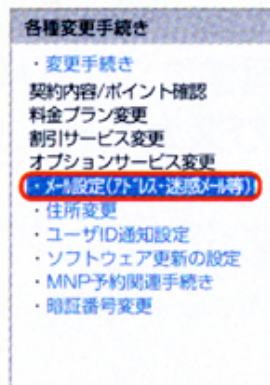 各種変更手続き
・変更手続き
契約内容/ポイント確認
料金プラン変更
割引サービス変更
オプションサービス変更
・メール設定(アドレス・迷惑メール等)
・住所変更
・ユーザID通知設定
・ソフトウェア更新の設定
・MNP予約関連手続き
・暗証番号変更